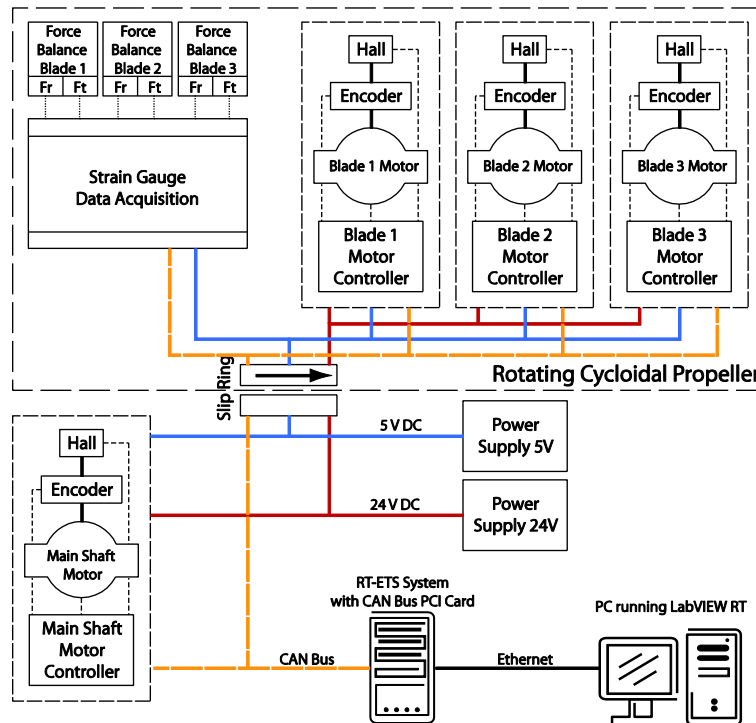 Force
Balance
Blade 1
Fr Ft
Force
Balance
Blade 2
Fr Ft
Force
Balance
Blade 3
Fr Ft
Strain Gauge
Data Acquisition
Hall
Encoder
Blade 1 Motor
Blade 1
Motor
Controller
Hall
Encoder
Blade 2 Motor
Blade 2
Motor
Controller
Hall
Encoder
Blade 3 Motor
Blade 3
Motor
Controller
Rotating Cycloidal Propeller
Slip Ring
Hall
Encoder
Main Shaft
Motor
Main Shaft
Motor
Controller
5 V DC
Power
Supply 5V
24 V DC
Power
Supply 24V
RT-ETS System
with CAN Bus PCI Card
PC running LabVIEW RT
CAN Bus
Ethernet